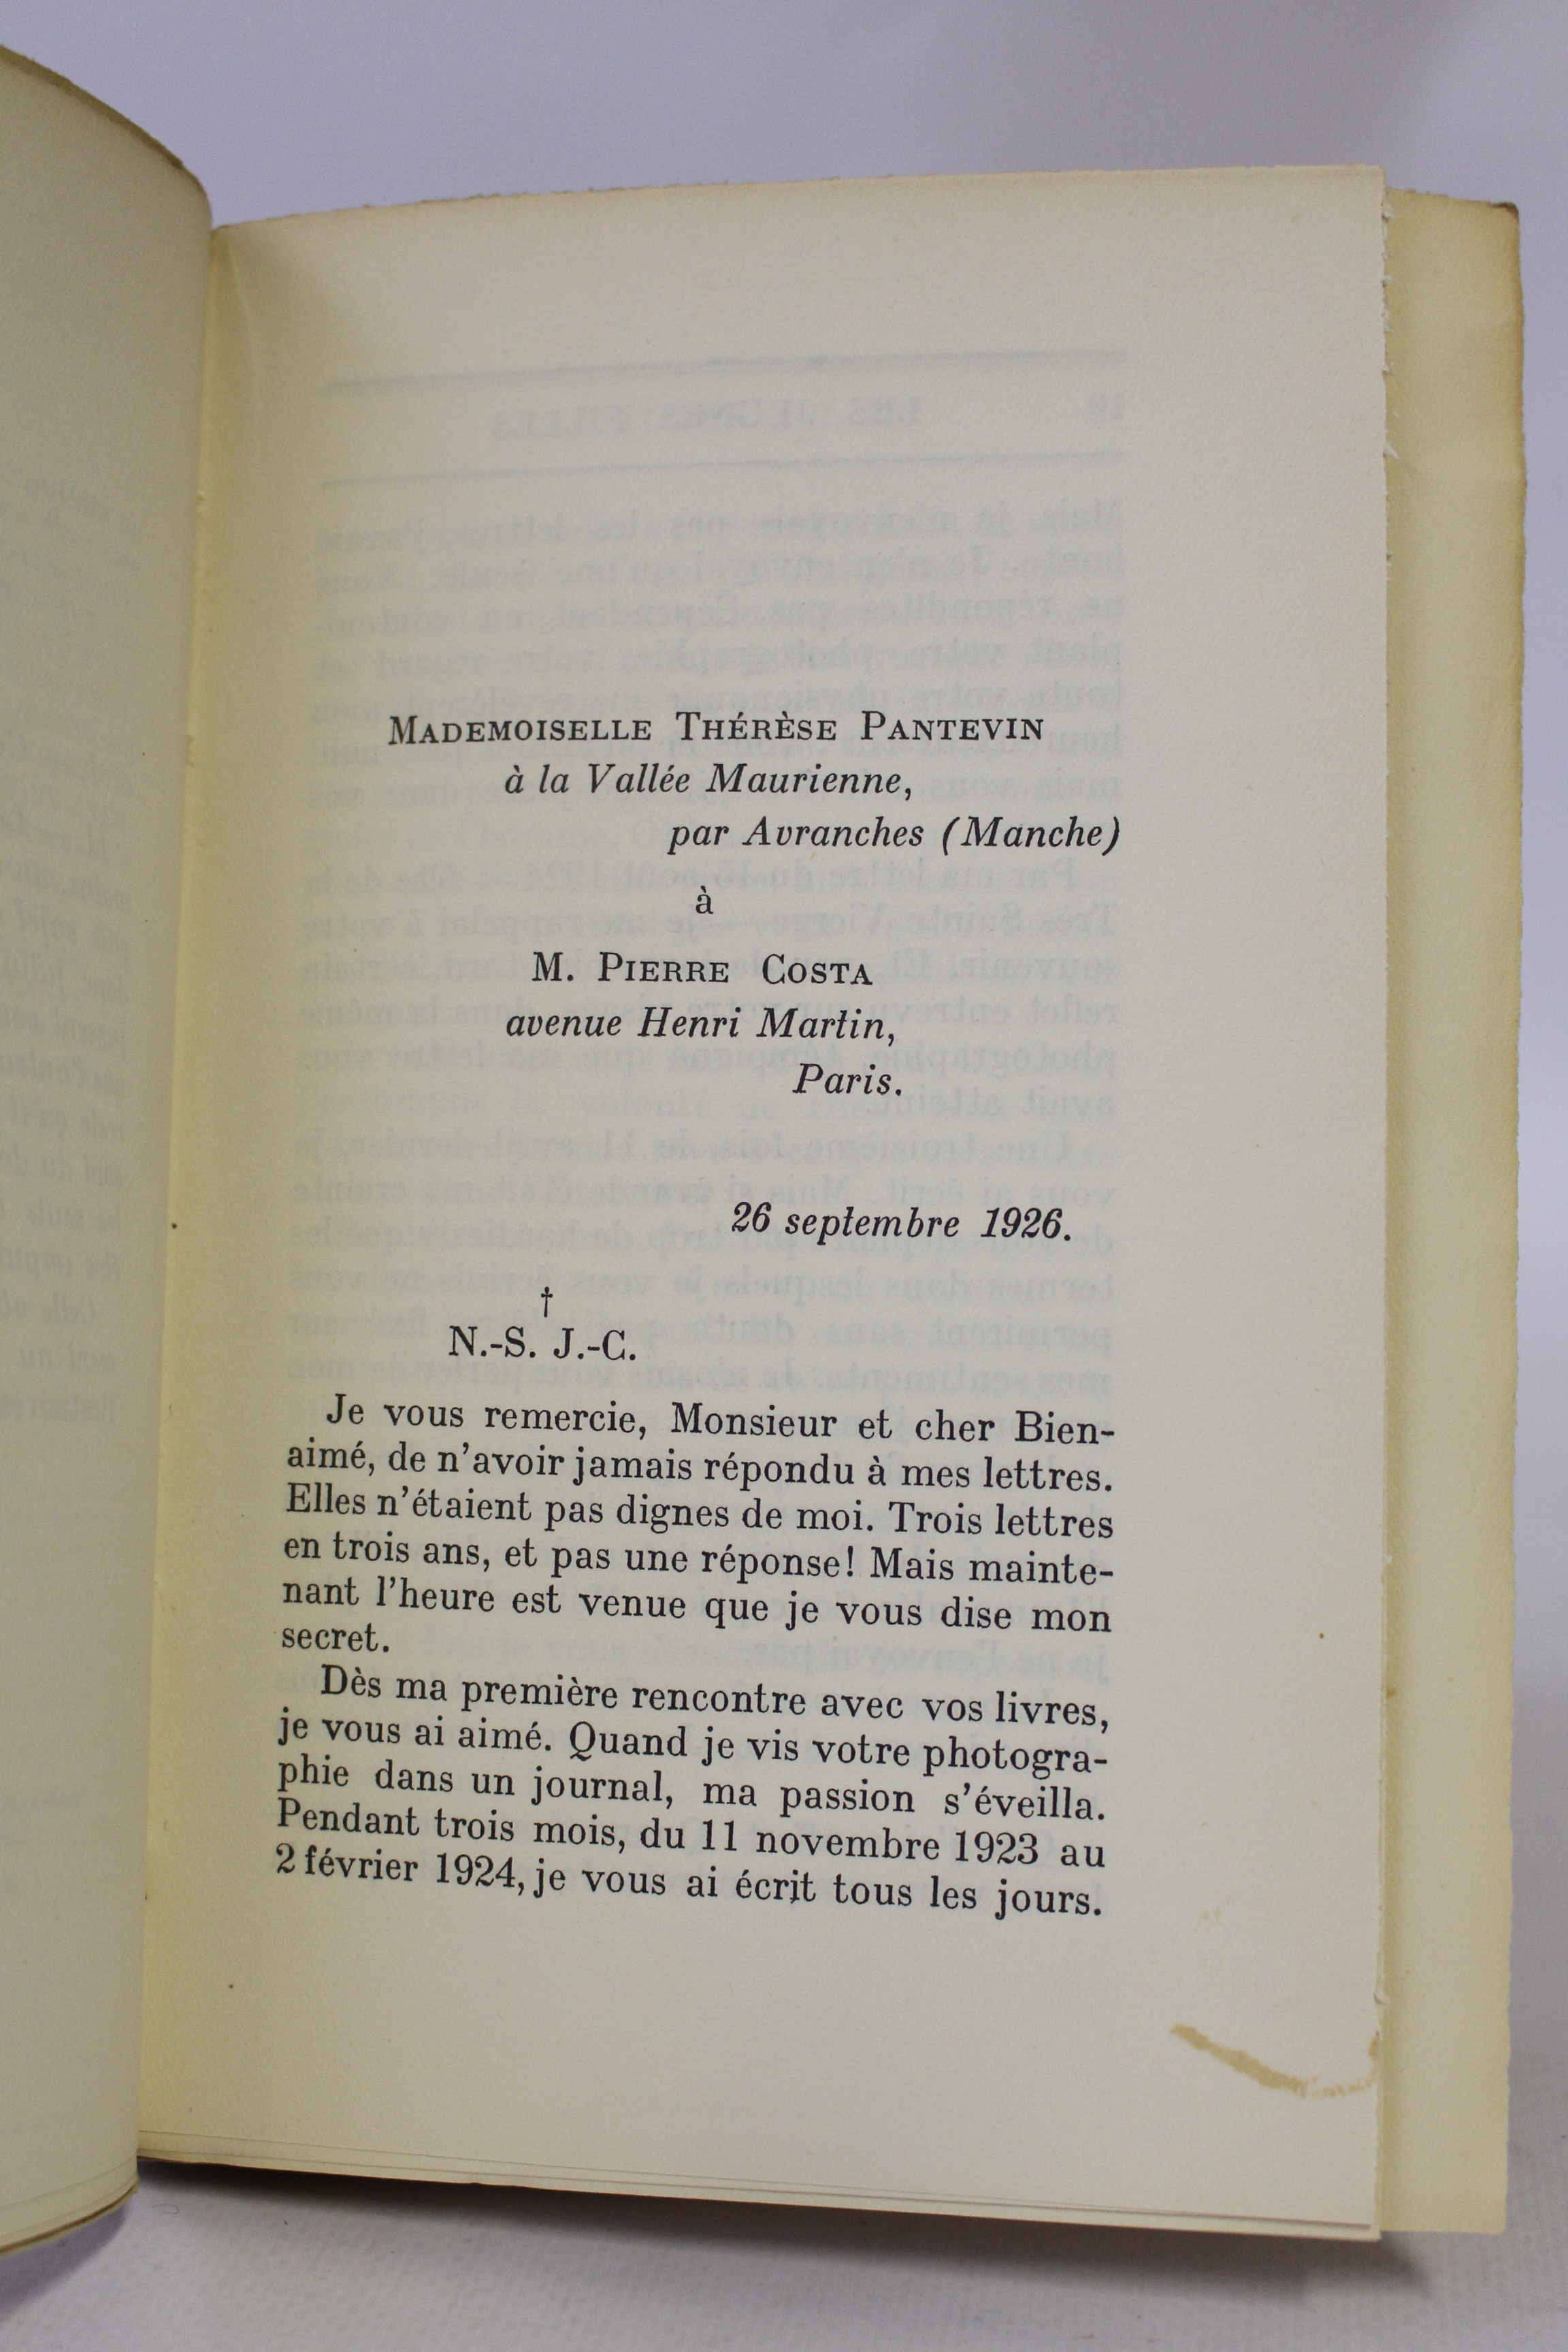 MADEMOISELLE THÉRÈSE PANTEVIN
à la Vallée Maurienne,
par Avranches (Manche)
à
M. PIERRE COSTA
avenue Henri Martin,
Paris.
26 septembre 1926.
†
N.-S. J.-C.
Je vous remercie, Monsieur et cher Bien-
aimé, de n'avoir jamais répondu à mes lettres.
Elles n'étaient pas dignes de moi. Trois lettres
en trois ans, et pas une réponse! Mais mainte-
nant l'heure est venue que je vous dise mon
secret.
Dès ma première rencontre avec vos livres,
je vous ai aimé. Quand je vis votre photogra-
phie dans un journal, ma passion s'éveilla.
Pendant trois mois, du 11 novembre 1923 au
2 février 1924, je vous ai écrit tous les jours.